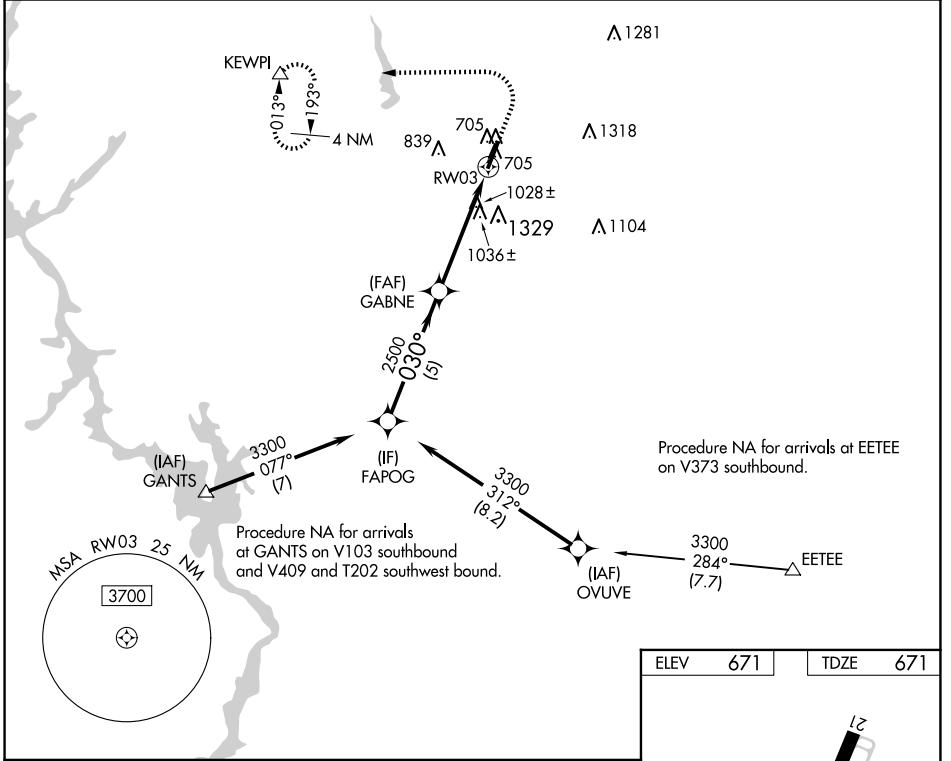 1281
KEWPI
013°
193°
4 NM
839
705
1318
705
RW03
1028±
1329
1104
1036±
(FAF)
GABNE
2500
030°
(5)
3300
077°
(7)
(IAF)
GANTS
(IF)
FAPOG
3300
312°
(8.2)
Procedure NA for arrivals at EETEE
on V373 southbound.
Procedure NA for arrivals
at GANTS on V103 southbound
and V409 and T202 southwest bound.
3300
284°
(7.7)
EETEE
(IAF)
OVUVE
MSA RW03 25 NM
3700
ELEV 671
TDZE 671
21